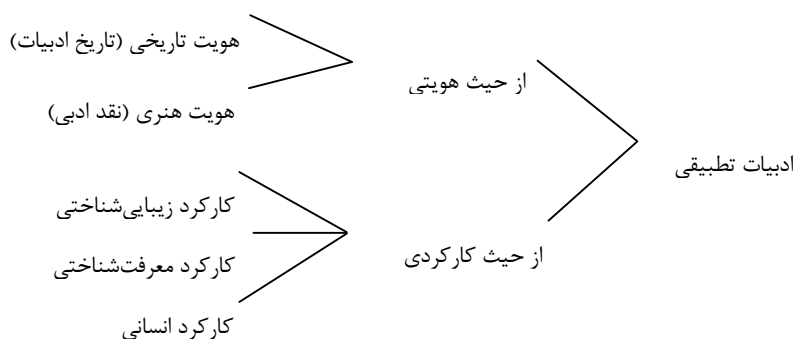 ادبیات تطبیقی
از حیث هویتی
هویت تاریخی (تاریخ ادبیات)
هویت هنری (نقد ادبی)
از حیث کارکردی
کارکرد زیبایی‌شناختی
کارکرد معرفت‌شناختی
کارکرد انسانی